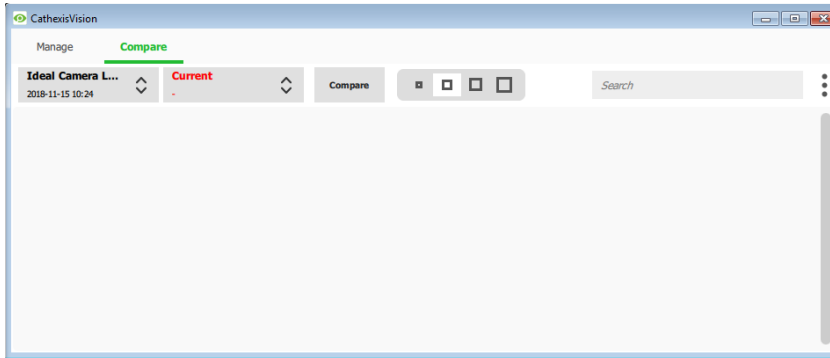 CathexisVision
Manage Compare
Ideal Camera L... Current Compare Search
2018-11-15 10:24 -